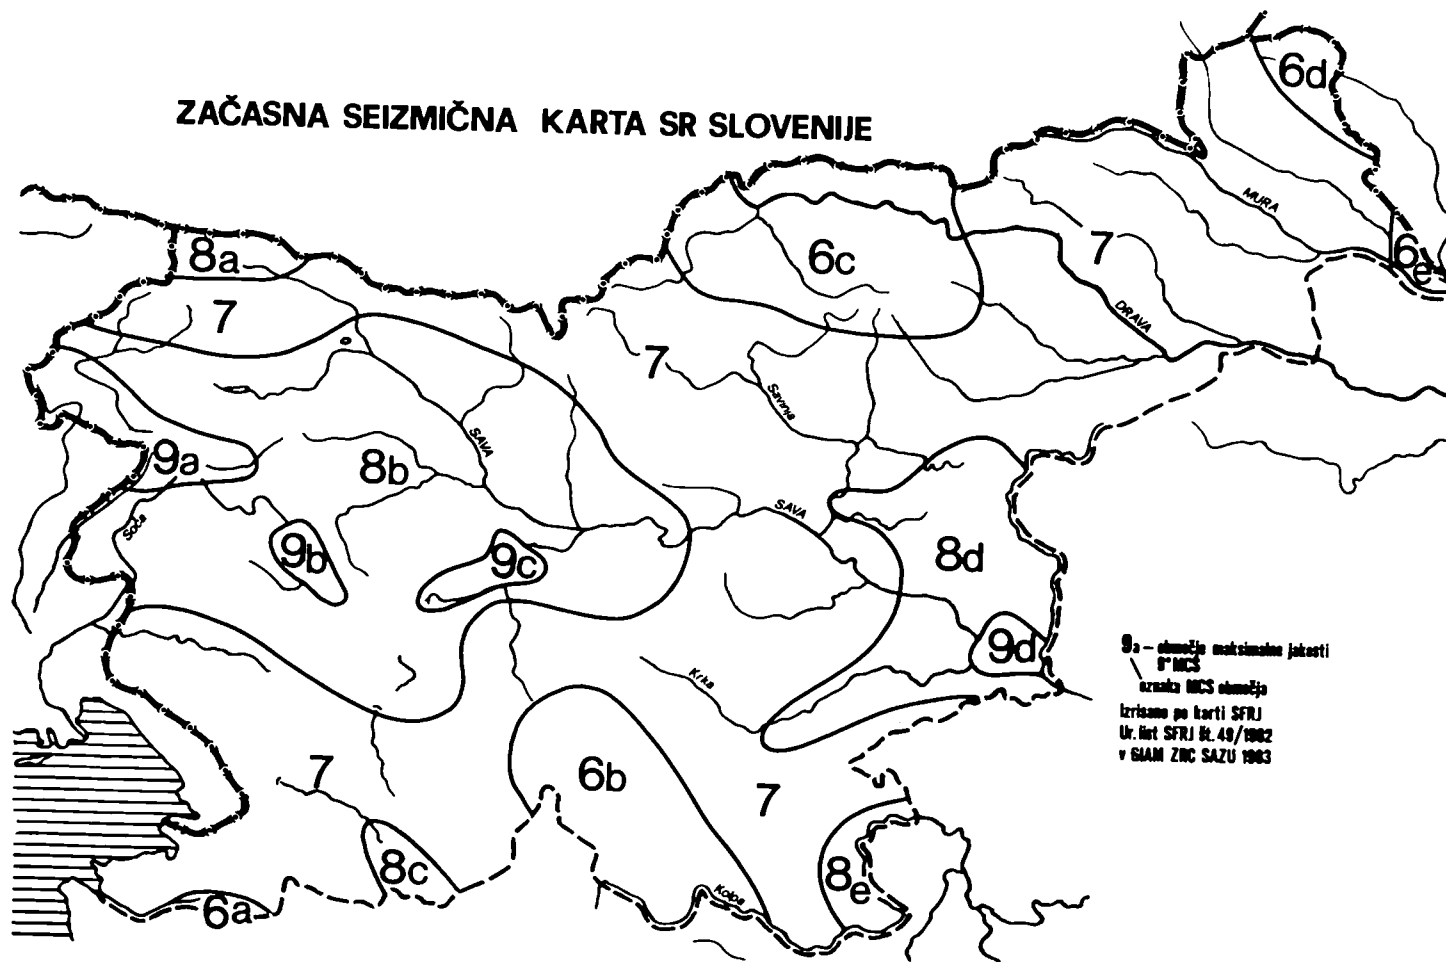 ZAČASNA SEIZMIČNA KARTA SR SLOVENIJE
6d
MURA
8a
6c
7
6e
7
DRAVA
7
Savinja
SAVA
9a
8b
SAVA
Soča
9b
9c
8d
9d
9a – območje maksimalne jakosti
9° MCS
oznaka MCS območja
Izrisano po karti SFRJ
Ur. list SFRJ št. 49/1982
v GIAM ZRC SAZU 1983
Krka
7
6b
7
8c
8e
Kolpa
6a